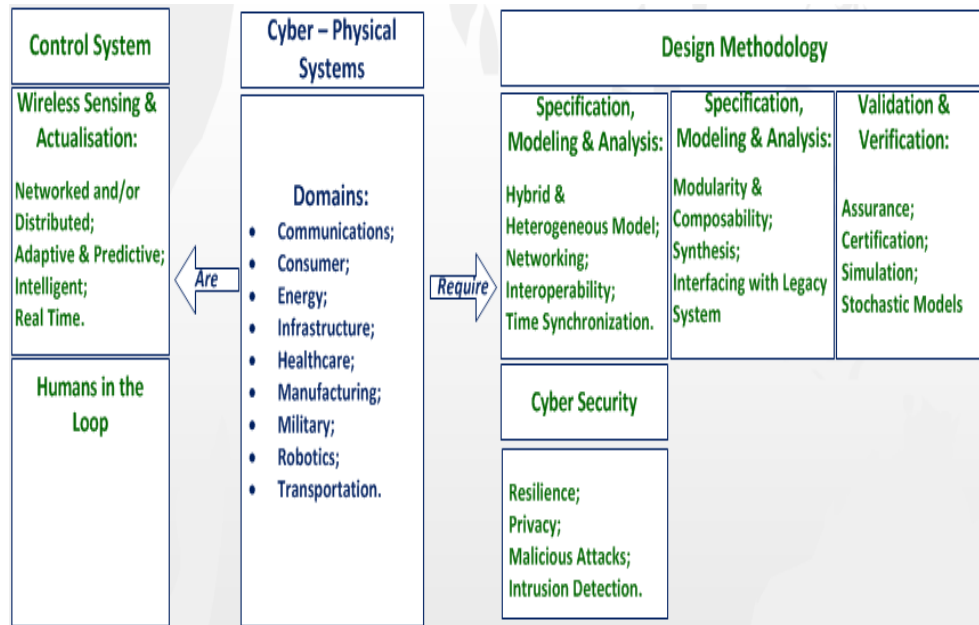 Control System
Wireless Sensing &
Actualisation:
Networked and/or
Distributed;
Adaptive & Predictive;
Intelligent;
Real Time.
Humans in the
Loop
Are
Cyber – Physical
Systems
Domains:
• Communications;
• Consumer;
• Energy;
• Infrastructure;
• Healthcare;
• Manufacturing;
• Military;
• Robotics;
• Transportation.
Require
Design Methodology
Specification,
Modeling & Analysis:
Hybrid &
Heterogeneous Model;
Networking;
Interoperability;
Time Synchronization.
Specification,
Modeling & Analysis:
Modularity &
Composability;
Synthesis;
Interfacing with Legacy
System
Validation &
Verification:
Assurance;
Certification;
Simulation;
Stochastic Models
Cyber Security
Resilience;
Privacy;
Malicious Attacks;
Intrusion Detection.